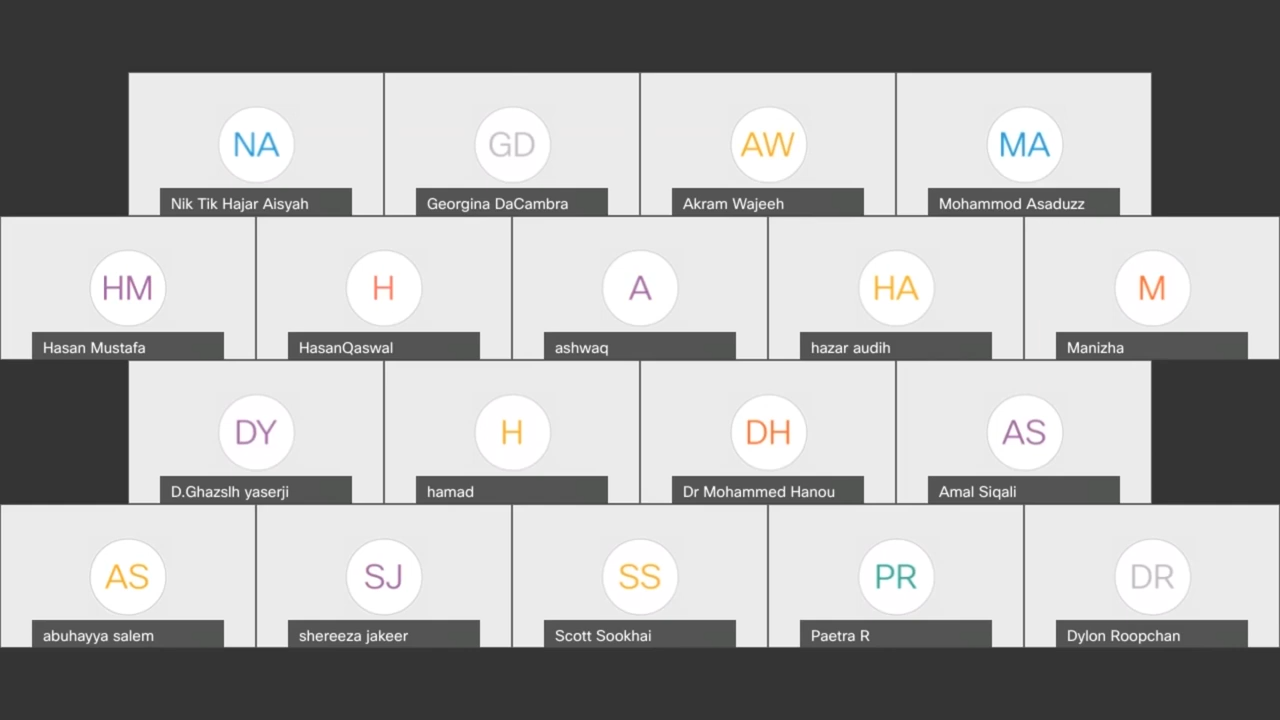 NA
GD
AW
MA
Nik Tik Hajar Aisyah
Georgina DaCambra
Akram Wajeeh
Mohammod Asaduzz
HM
H
A
HA
M
Hasan Mustafa
HasanQaswal
ashwaq
hazar audih
Manizha
DY
H
DH
AS
D.Ghazslh yaserji
hamad
Dr Mohammed Hanou
Amal Siqali
AS
SJ
SS
PR
DR
abuhayya salem
shereeza jakeer
Scott Sookhai
Paetra R
Dylon Roopchan